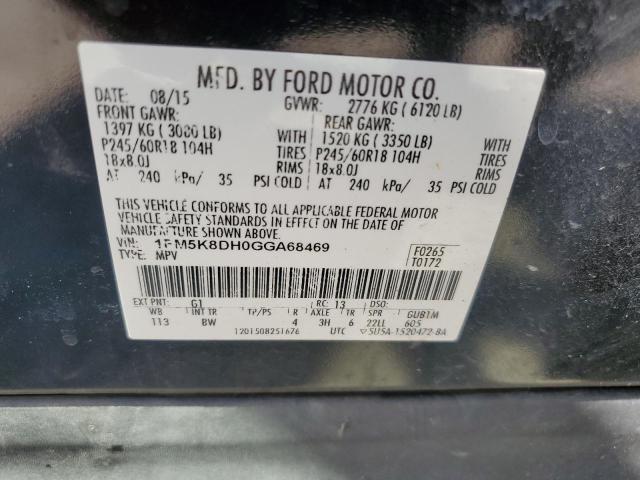 MFD. BY FORD MOTOR CO.
DATE: 08/15 GVWR: 2776 KG ( 6120 LB)
FRONT GAWR: REAR GAWR:
1397 KG ( 3080 LB) WITH 1520 KG ( 3350 LB) WITH
P245/60R18 104H TIRES P245/60R18 104H TIRES
18x8.0J RIMS 18x8.0J RIMS
AT 240 kPa/ 35 PSI COLD AT 240 kPa/ 35 PSI COLD
THIS VEHICLE CONFORMS TO ALL APPLICABLE FEDERAL MOTOR
VEHICLE SAFETY STANDARDS IN EFFECT ON THE DATE OF
MANUFACTURE SHOWN ABOVE.
VIN: 1FM5K8DH0GGA68469 F0265
TYPE: MPV T0172
EXT PNT: G1 RC: 13 DSO:
WB INT TR TP/PS R AXLE TR SPR GUB1M
113 BW 4 3H 6 22LL 605
1201508251676 UTC 5U5A-1520472-BA